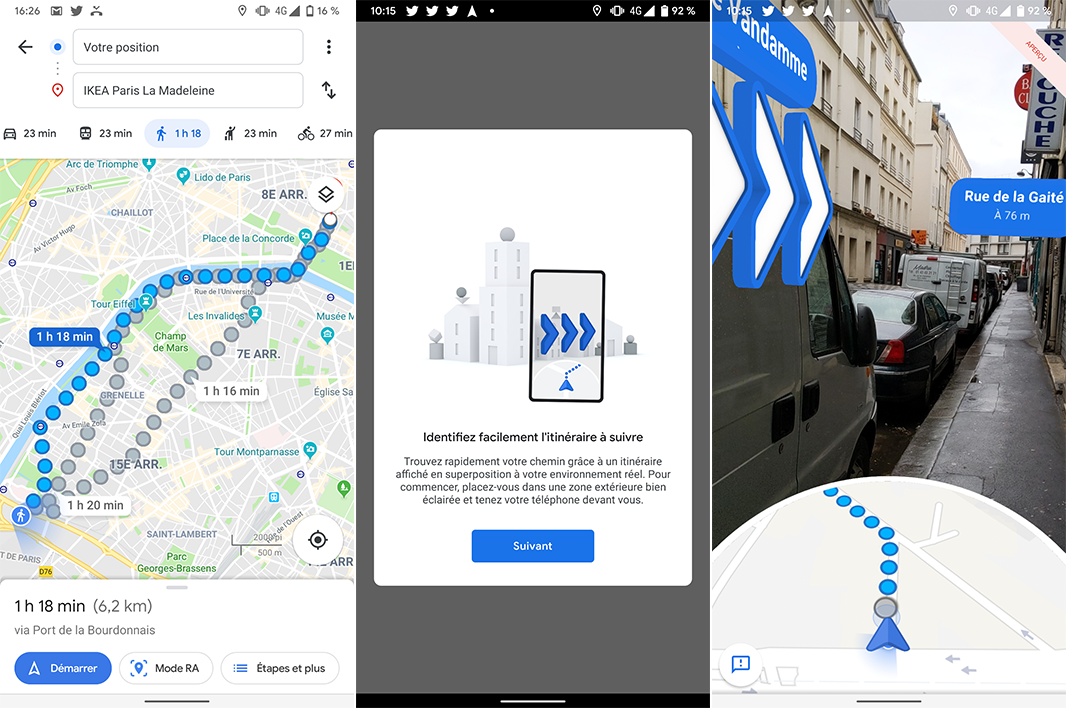 16:26
4G
16 %
Votre position
IKEA Paris La Madeleine
23 min
23 min
1 h 18
23 min
27 min
Arc de Triomphe
Lido de Paris
Av. Foch
8E ARR.
CHAILLOT
Av Victor Hugo
Place de la Concorde
1E
Rue de l'Université
Tour Eiffel
Les Invalides
Musée
1 h 18 min
Champ
de Mars
7E ARR.
1 h 16 min
GRENELLE
Quai Louis Blériot
Église Sa
Av Emile Zola
15E ARR.
Tour Montparnasse
1 h 20 min
SAINT-LAMBERT
2000 pi
500 m
Parc
Georges-Brassens
T DE PARIS
D76
1 h 18 min (6,2 km)
via Port de la Bourdonnais
Démarrer
Mode RA
Étapes et plus
10:15
4G
92 %
Identifiez facilement l'itinéraire à suivre
Trouvez rapidement votre chemin grâce à un itinéraire
affiché en superposition à votre environnement réel. Pour
commencer, placez-vous dans une zone extérieure bien
éclairée et tenez votre téléphone devant vous.
Suivant
10:15
4G
92 %
e Vandamme
APERÇU
Rue de la Gaité
À 76 m